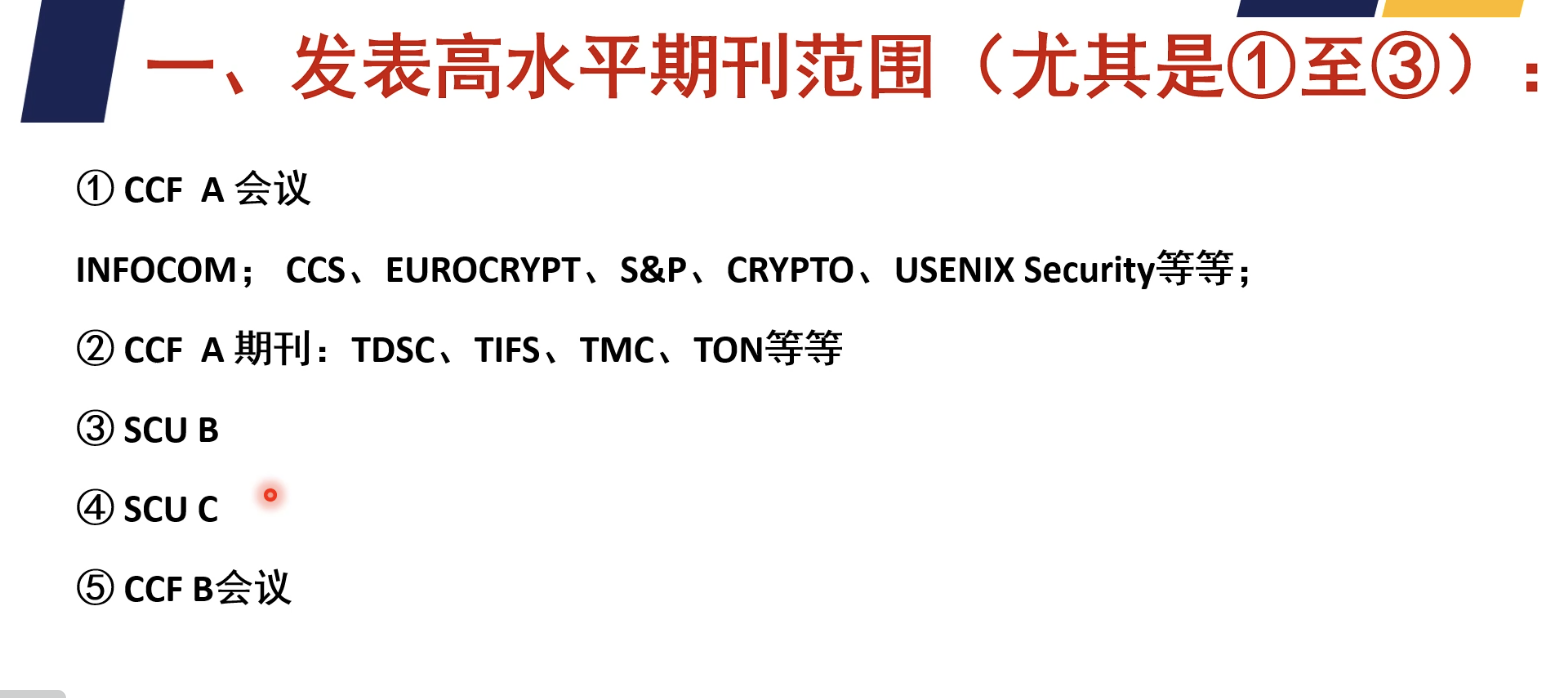 一、发表高水平期刊范围（尤其是①至③）：
① CCF A 会议
INFOCOM； CCS、EUROCRYPT、S&P、CRYPTO、USENIX Security等等；
② CCF A 期刊：TDSC、TIFS、TMC、TON等等
③ SCU B
④ SCU C
⑤ CCF B会议